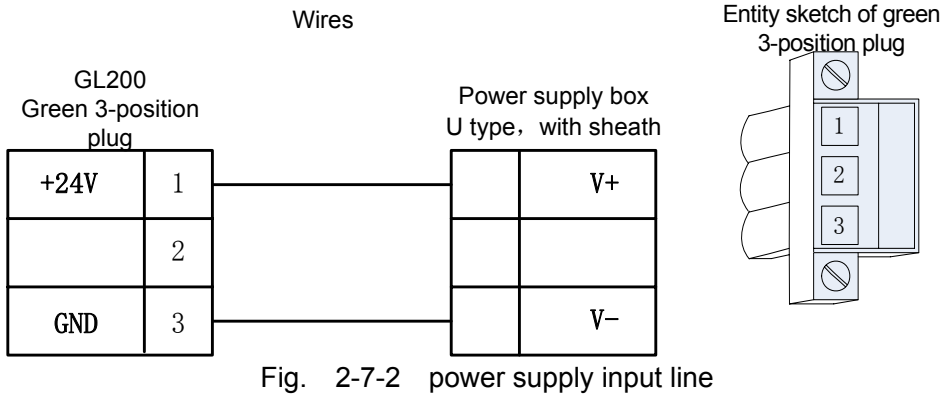 Wires
Entity sketch of green
3-position plug
GL200
Green 3-position
plug
Power supply box
U type，with sheath
+24V 1 V+
2
GND 3 V-
1
2
3
Fig. 2-7-2 power supply input line